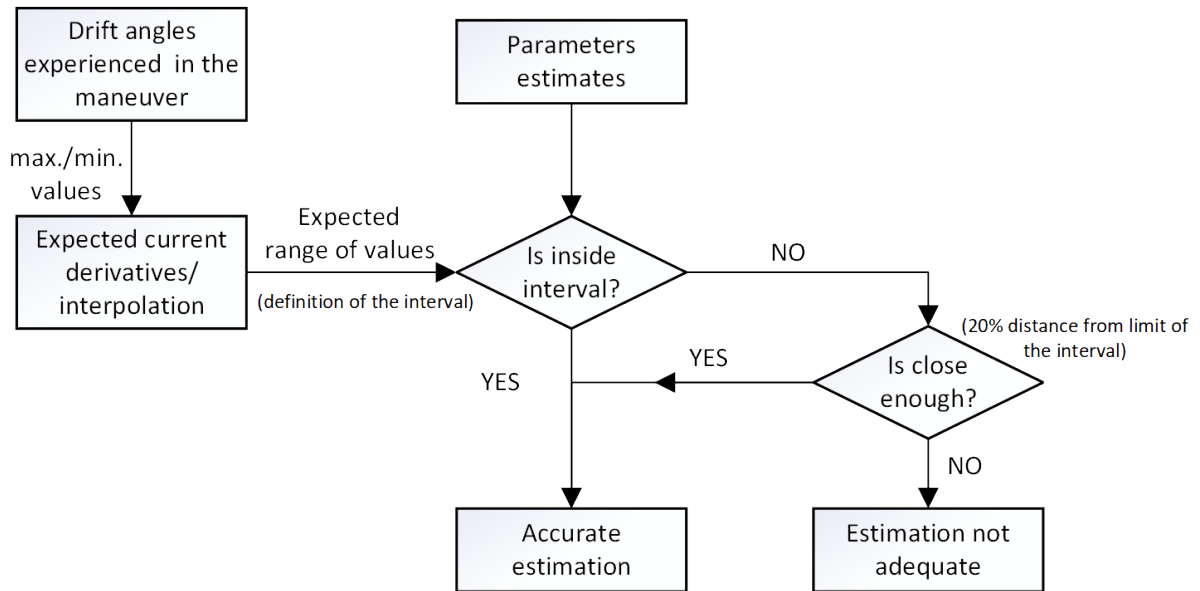 Drift angles
experienced in the
maneuver
Parameters
estimates
max./min.
values
Expected current
derivatives/
interpolation
Expected
range of values
(definition of the interval)
Is inside
interval?
NO
(20% distance from limit of
the interval)
Is close
enough?
YES
YES
NO
Accurate
estimation
Estimation not
adequate